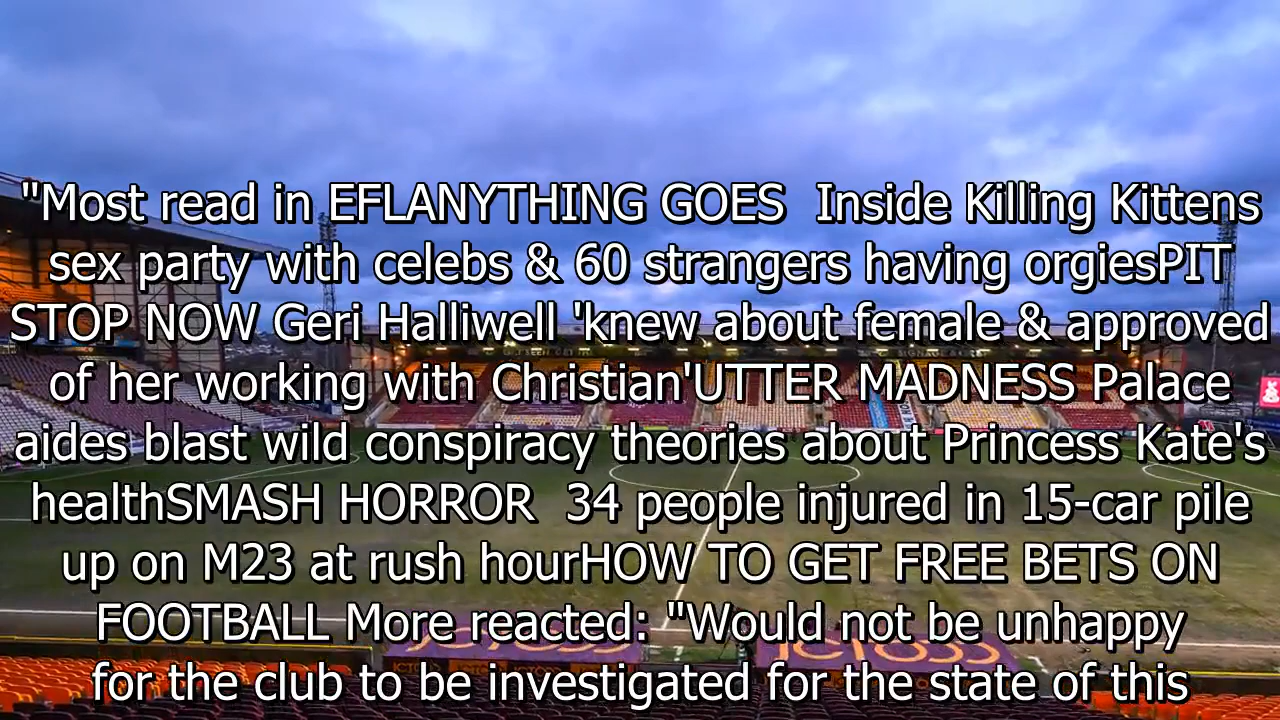 "Most read in EFLANYTHING GOES  Inside Killing Kittens
sex party with celebs & 60 strangers having orgiesPIT
STOP NOW Geri Halliwell 'knew about female & approved
of her working with Christian'UTTER MADNESS Palace
aides blast wild conspiracy theories about Princess Kate's
healthSMASH HORROR  34 people injured in 15-car pile
up on M23 at rush hourHOW TO GET FREE BETS ON
FOOTBALL More reacted: "Would not be unhappy
for the club to be investigated for the state of this